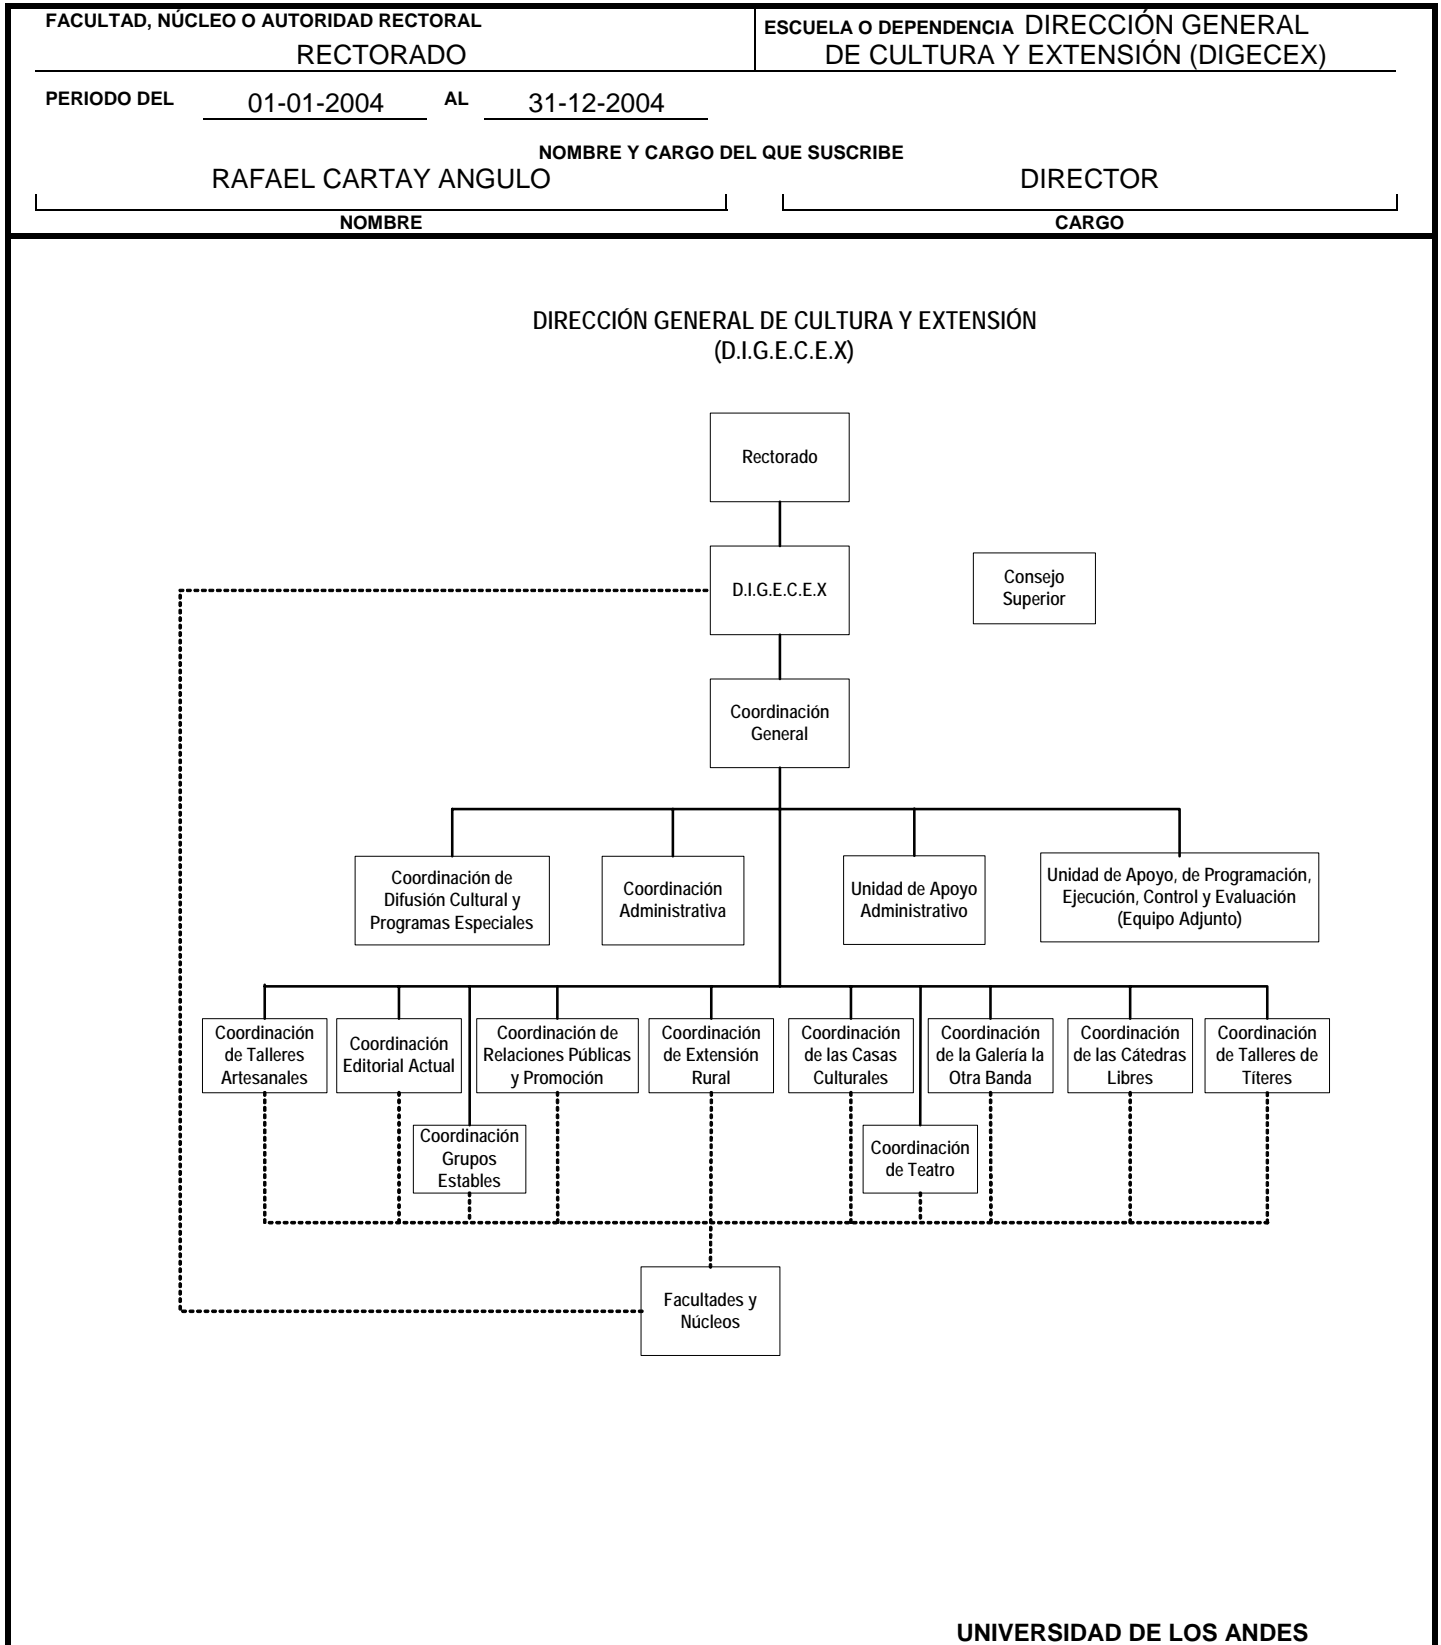 FACULTAD, NÚCLEO O AUTORIDAD RECTORAL
RECTORADO
ESCUELA O DEPENDENCIA DIRECCIÓN GENERAL
DE CULTURA Y EXTENSIÓN (DIGECEX)
PERIODO DEL 01-01-2004 AL 31-12-2004
NOMBRE Y CARGO DEL QUE SUSCRIBE
RAFAEL CARTAY ANGULO
DIRECTOR
NOMBRE
CARGO
DIRECCIÓN GENERAL DE CULTURA Y EXTENSIÓN
(D.I.G.E.C.E.X)
Rectorado
D.I.G.E.C.E.X
Consejo
Superior
Coordinación
General
Coordinación de
Difusión Cultural y
Programas Especiales
Coordinación
Administrativa
Unidad de Apoyo
Administrativo
Unidad de Apoyo, de Programación,
Ejecución, Control y Evaluación
(Equipo Adjunto)
Coordinación
de Talleres
Artesanales
Coordinación
Editorial Actual
Coordinación de
Relaciones Públicas
y Promoción
Coordinación
de Extensión
Rural
Coordinación
de las Casas
Culturales
Coordinación
de la Galería la
Otra Banda
Coordinación
de las Cátedras
Libres
Coordinación
de Talleres de
Títeres
Coordinación
Grupos
Estables
Coordinación
de Teatro
Facultades y
Núcleos
UNIVERSIDAD DE LOS ANDES